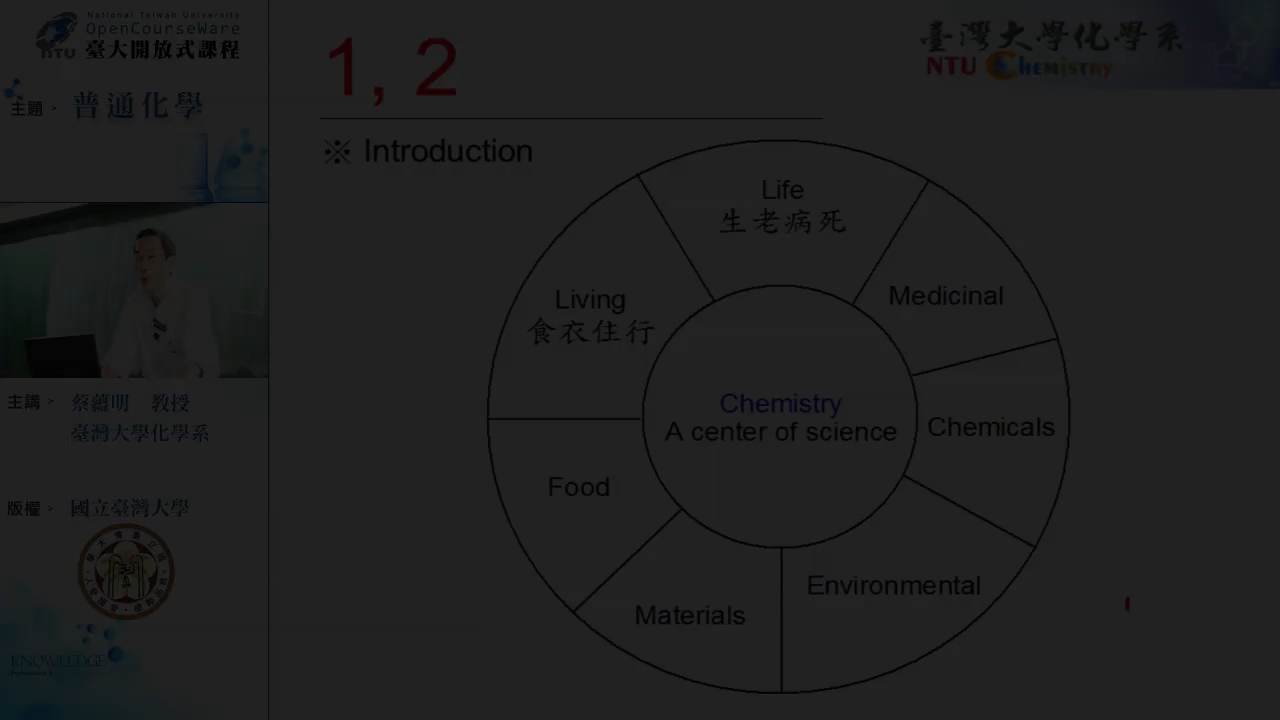 National Taiwan University
OpenCourseWare
NTU 臺大開放式課程
主題 > 普通化學
主講 > 蔡蘊明 教授
臺灣大學化學系
版權 > 國立臺灣大學
KNOWLEDGE
1, 2
臺灣大學化學系
NTU Chemistry
※ Introduction
Life
生老病死
Medicinal
Living
食衣住行
Chemistry
A center of science
Chemicals
Food
Environmental
Materials